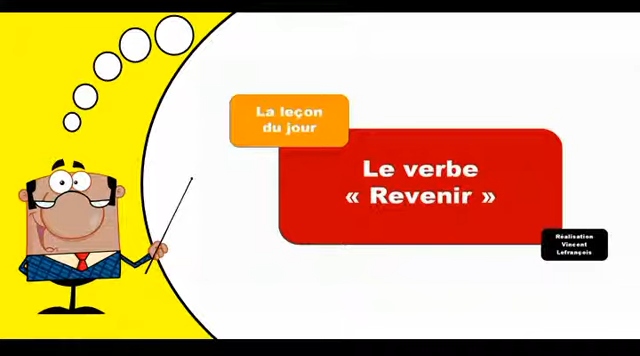 La leçon
du jour
Le verbe
« Revenir »
Réalisation
Vincent
Lefrançois